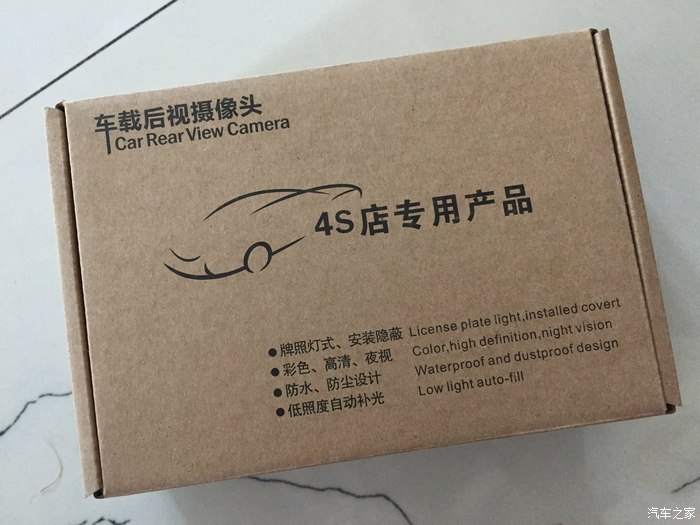 车载后视摄像头
Car Rear View Camera
4S店专用产品
●牌照灯式、安装隐蔽 License plate light,installed covert
●彩色、高清、夜视 Color,high definition,night vision
●防水、防尘设计 Waterproof and dustproof design
●低照度自动补光 Low light auto-fill
汽车之家